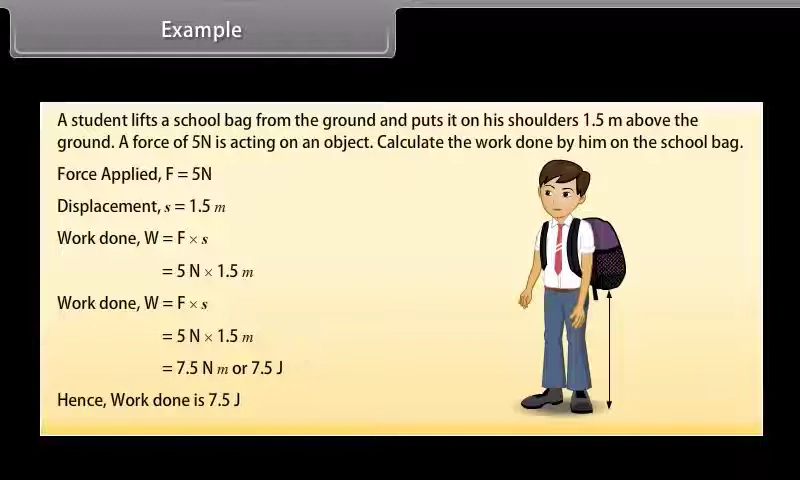 Example
A student lifts a school bag from the ground and puts it on his shoulders 1.5 m above the
ground. A force of 5N is acting on an object. Calculate the work done by him on the school bag.
Force Applied, F = 5N
Displacement, s = 1.5 m
Work done, W = F × s
= 5 N × 1.5 m
Work done, W = F × s
= 5 N × 1.5 m
= 7.5 N m or 7.5 J
Hence, Work done is 7.5 J